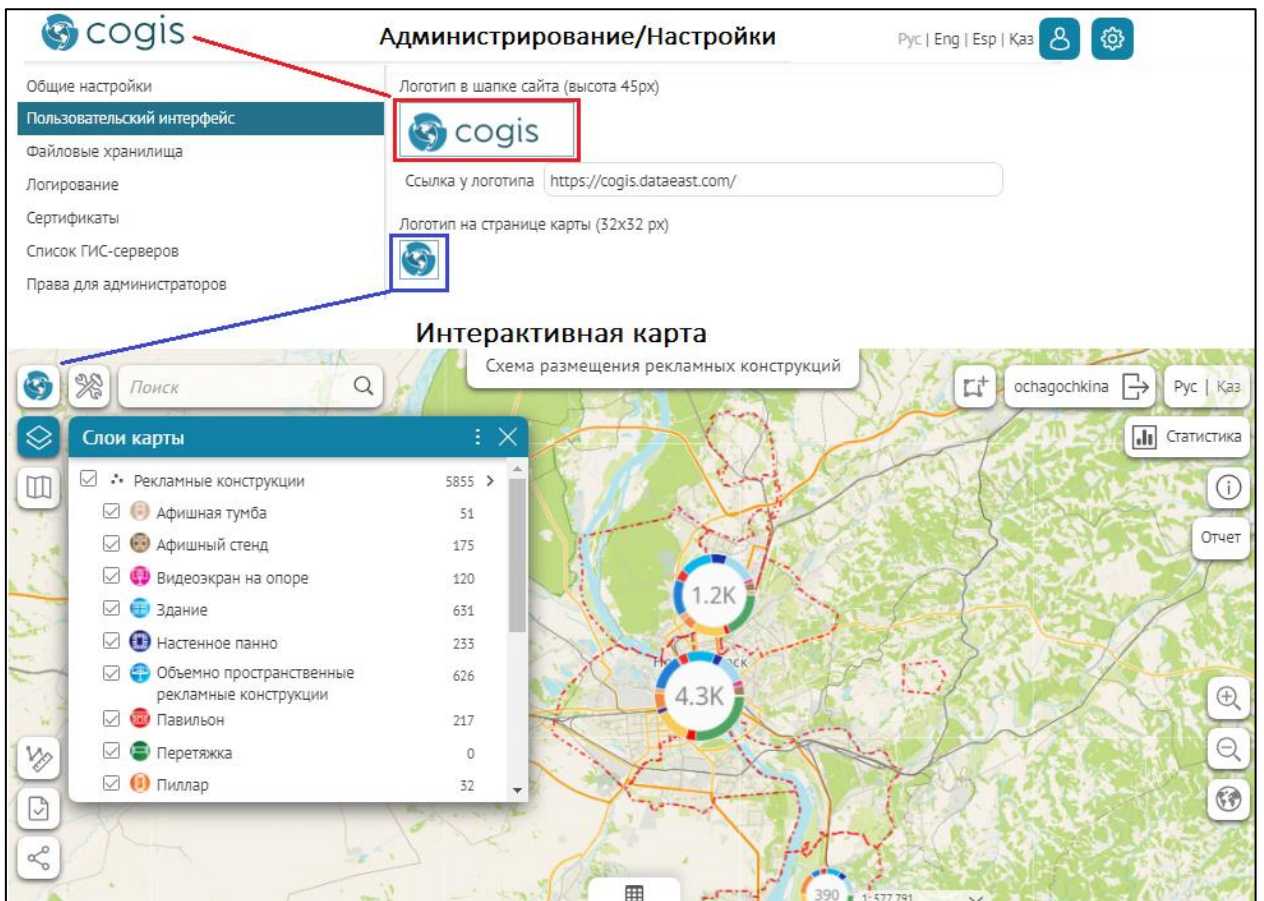 cogis
Администрирование/Настройки
Рус | Eng | Esp | Қаз
Общие настройки
Пользовательский интерфейс
Файловые хранилища
Логирование
Сертификаты
Список ГИС-серверов
Права для администраторов
Логотип в шапке сайта (высота 45px)
cogis
Ссылка у логотипа https://cogis.dataeast.com/
Логотип на странице карты (32x32 px)
Интерактивная карта
Поиск
Схема размещения рекламных конструкций
ochagochkina
Рус | Қаз
Статистика
Отчет
Слои карты
Рекламные конструкции 5855
Афишная тумба 51
Афишный стенд 175
Видеоэкран на опоре 120
Здание 631
Настенное панно 233
Объемно пространственные
рекламные конструкции 626
Павильон 217
Перетяжка 0
Пиллар 32
1.2K
4.3K
390
1: 577 791